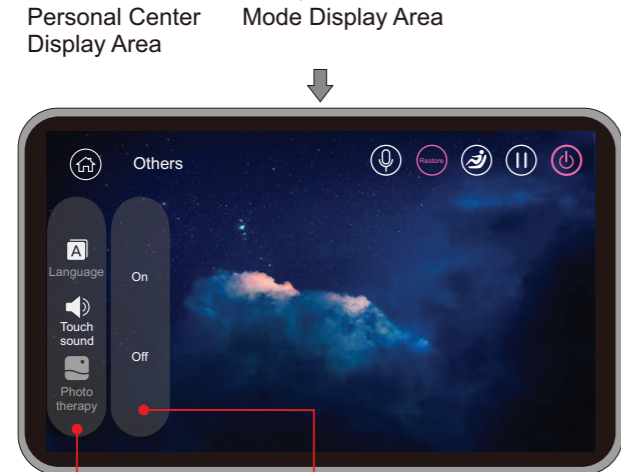 Personal Center
Display Area
Mode Display Area
Others
Restore
A
Language
Touch
sound
Photo
therapy
On
Off